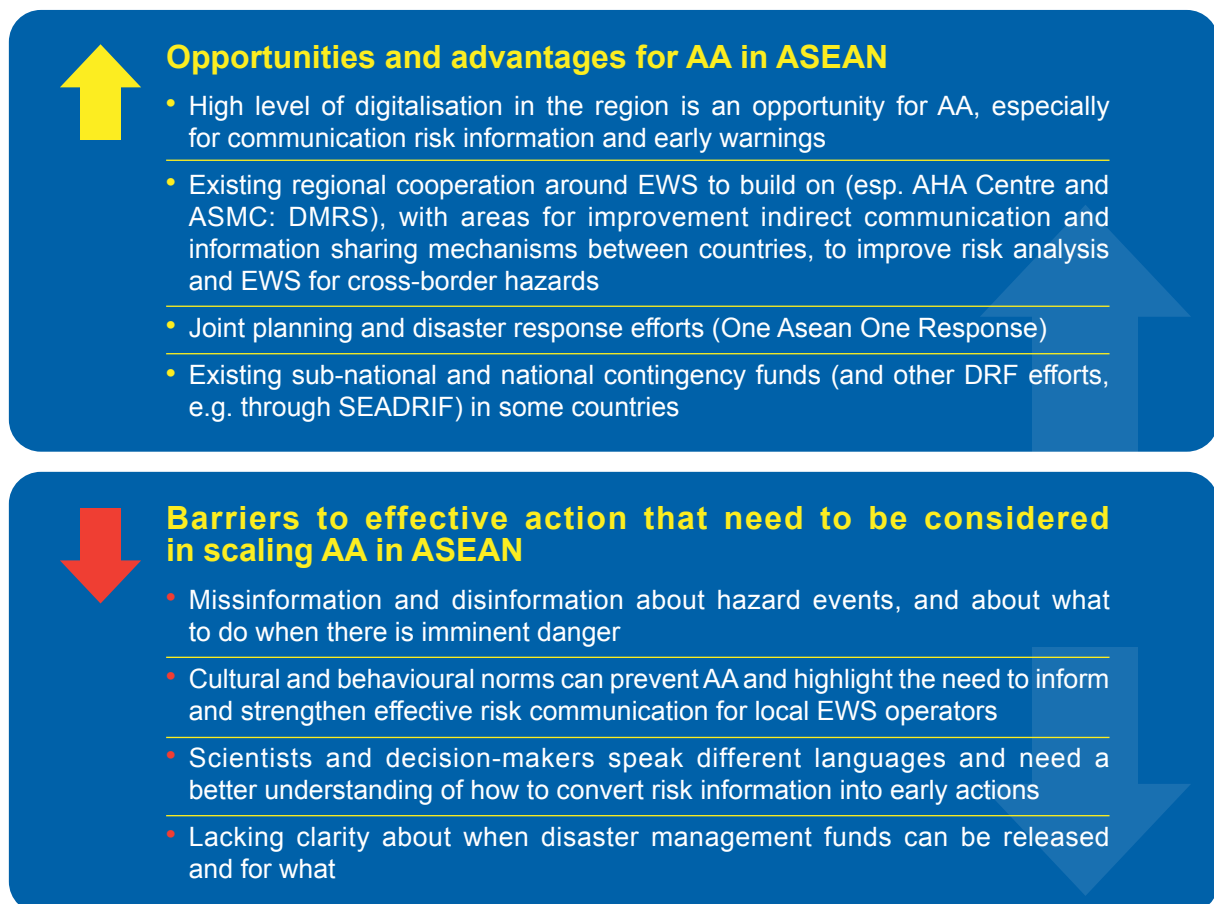 Opportunities and advantages for AA in ASEAN
• High level of digitalisation in the region is an opportunity for AA, especially
for communication risk information and early warnings
• Existing regional cooperation around EWS to build on (esp. AHA Centre and
ASMC: DMRS), with areas for improvement indirect communication and
information sharing mechanisms between countries, to improve risk analysis
and EWS for cross-border hazards
• Joint planning and disaster response efforts (One Asean One Response)
• Existing sub-national and national contingency funds (and other DRF efforts,
e.g. through SEADRIF) in some countries
Barriers to effective action that need to be considered
in scaling AA in ASEAN
• Missinformation and disinformation about hazard events, and about what
to do when there is imminent danger
• Cultural and behavioural norms can prevent AA and highlight the need to inform
and strengthen effective risk communication for local EWS operators
• Scientists and decision-makers speak different languages and need a
better understanding of how to convert risk information into early actions
• Lacking clarity about when disaster management funds can be released
and for what